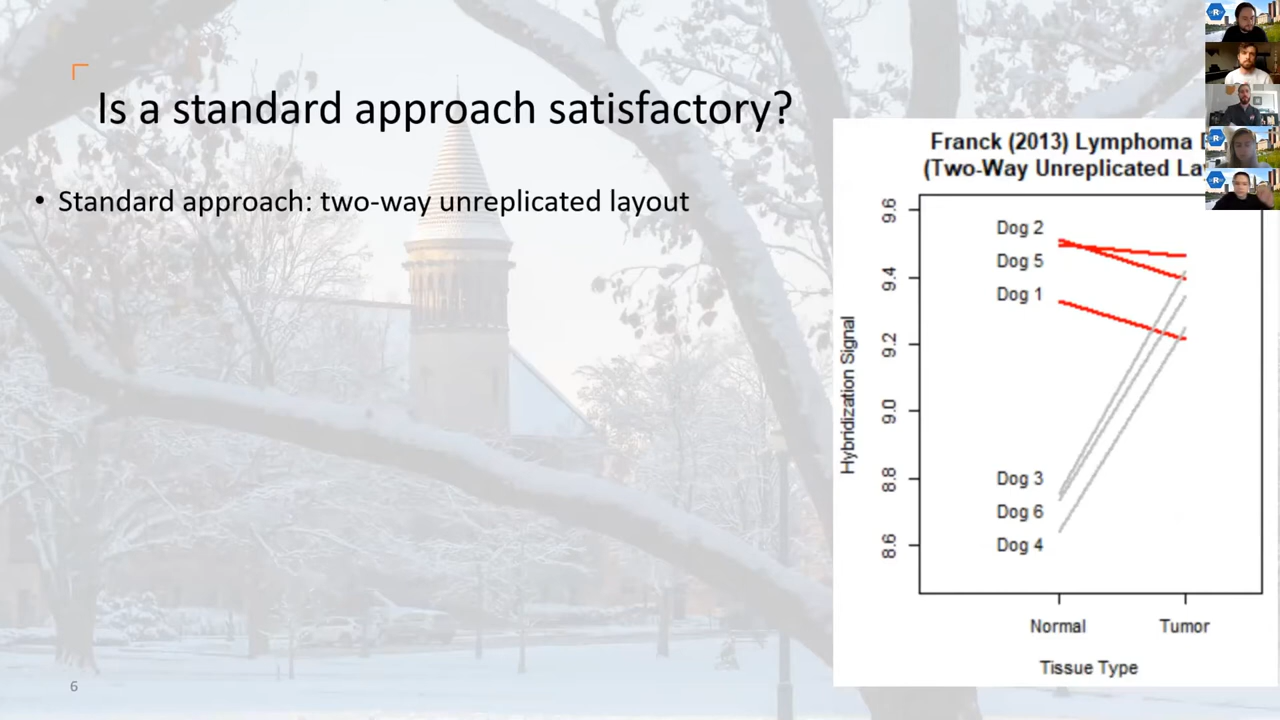 Is a standard approach satisfactory?
• Standard approach: two-way unreplicated layout
Franck (2013) Lymphoma
(Two-Way Unreplicated
Hybridization Signal
9.6
9.4
9.2
9.0
8.8
8.6
Dog 2
Dog 5
Dog 1
Dog 3
Dog 6
Dog 4
Normal
Tumor
Tissue Type
6
R
R
R